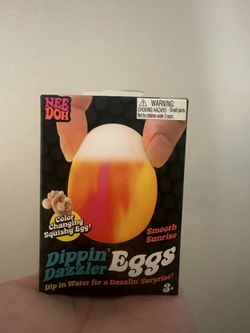 NEE
DOH
WARNING:
CHOKING HAZARD - Small parts.
Not for children under 3 years.
Color
Changing
Squishy Egg!
Smooth
Sunrise
Dippin'
Dazzler
Eggs
Dip in Water for a Dazzlin' Surprise!
3+